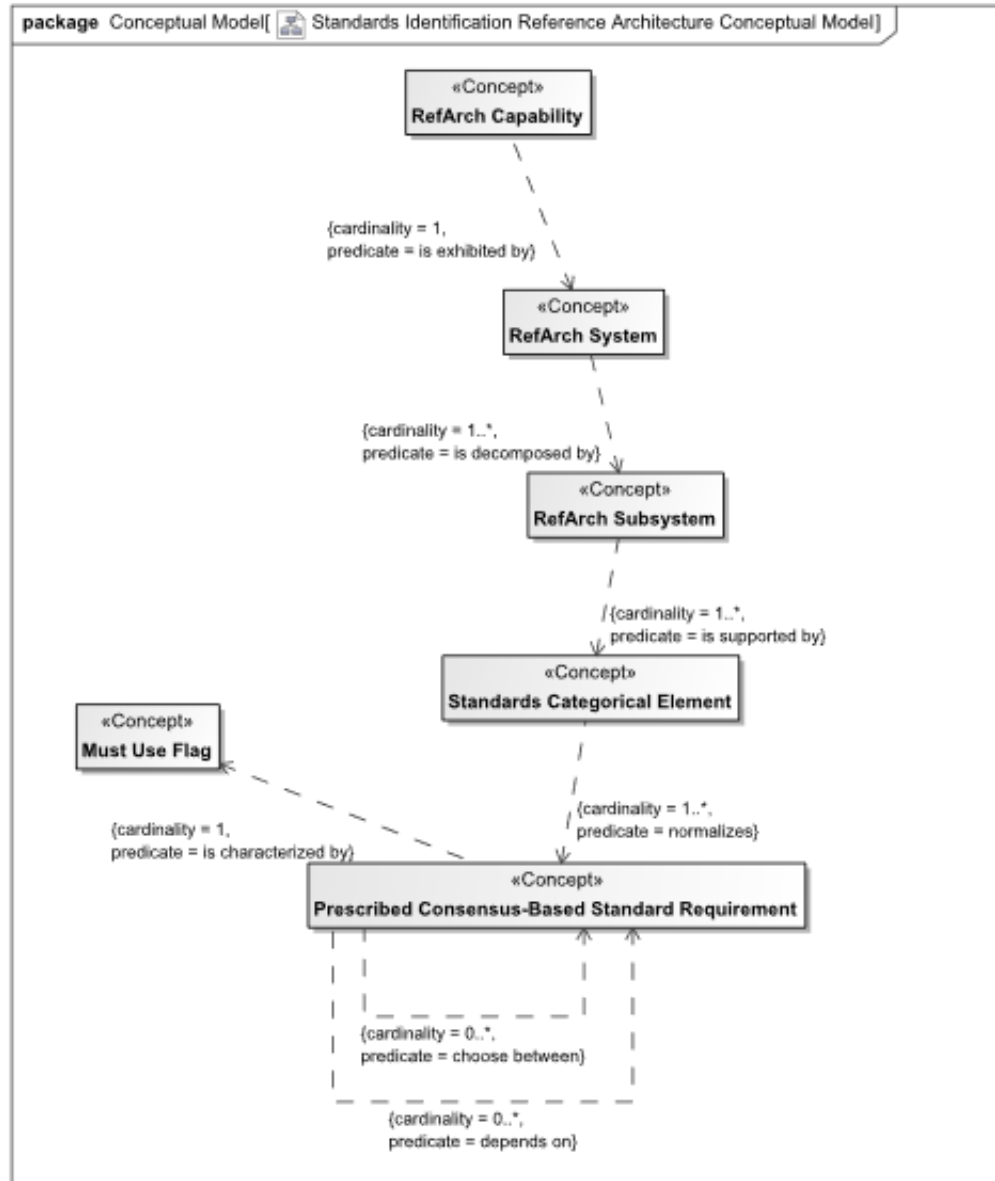 package Conceptual Model[ Standards Identification Reference Architecture Conceptual Model]
«Concept»
RefArch Capability
{cardinality = 1,
predicate = is exhibited by}
«Concept»
RefArch System
{cardinality = 1..*,
predicate = is decomposed by}
«Concept»
RefArch Subsystem
{cardinality = 1..*,
predicate = is supported by}
«Concept»
Standards Categorical Element
«Concept»
Must Use Flag
{cardinality = 1..*,
predicate = normalizes}
{cardinality = 1,
predicate = is characterized by}
«Concept»
Prescribed Consensus-Based Standard Requirement
{cardinality = 0..*,
predicate = choose between}
{cardinality = 0..*,
predicate = depends on}